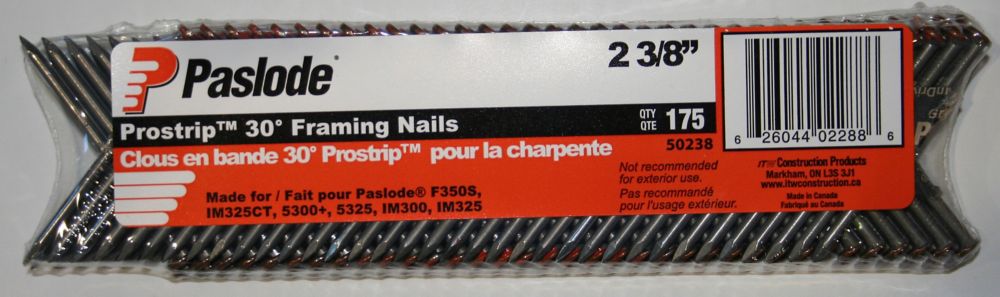 Paslode®
2 3/8”
Prostrip™ 30° Framing Nails
QTY
QTE 175
50238
Clous en bande 30° Prostrip™ pour la charpente
Made for / Fait pour Paslode® F350S,
IM325CT, 5300+, 5325, IM300, IM325
Not recommended
for exterior use.
Pas recommandé
pour l'usage extérieur.
6 26044 02288 6
ITW Construction Products
Markham, ON L3S 3J1
www.itwconstruction.com
Made in Canada
Fabriqué au Canada